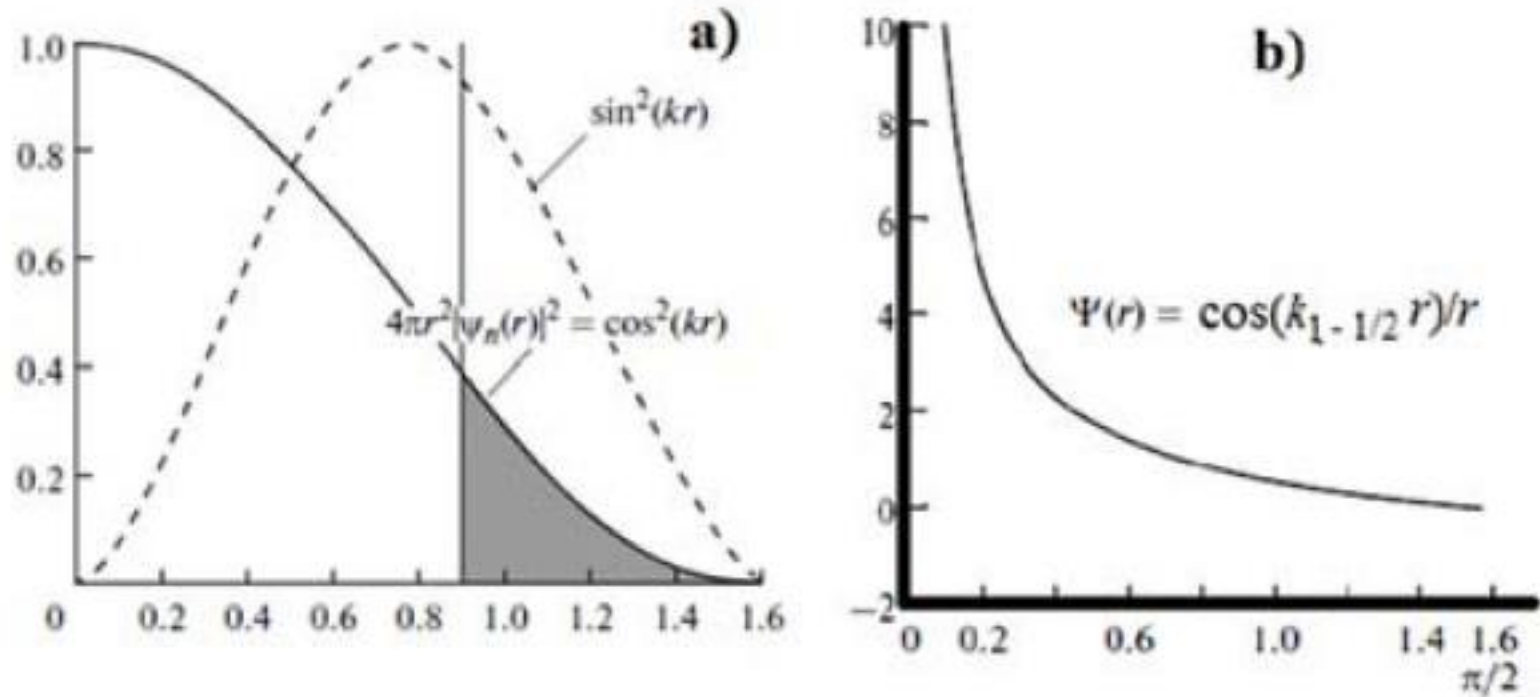 a)
1.0
0.8
0.6
0.4
0.2
sin²(kr)
4πr²|ψₙ(r)|² = cos²(kr)
0 0.2 0.4 0.6 0.8 1.0 1.2 1.4 1.6
b)
10
8
6
4
2
0
−2
Ψ(r) = cos(k₁ ₋ ₁/₂ r)/r
0 0.2 0.6 1.0 1.4 1.6
π/2